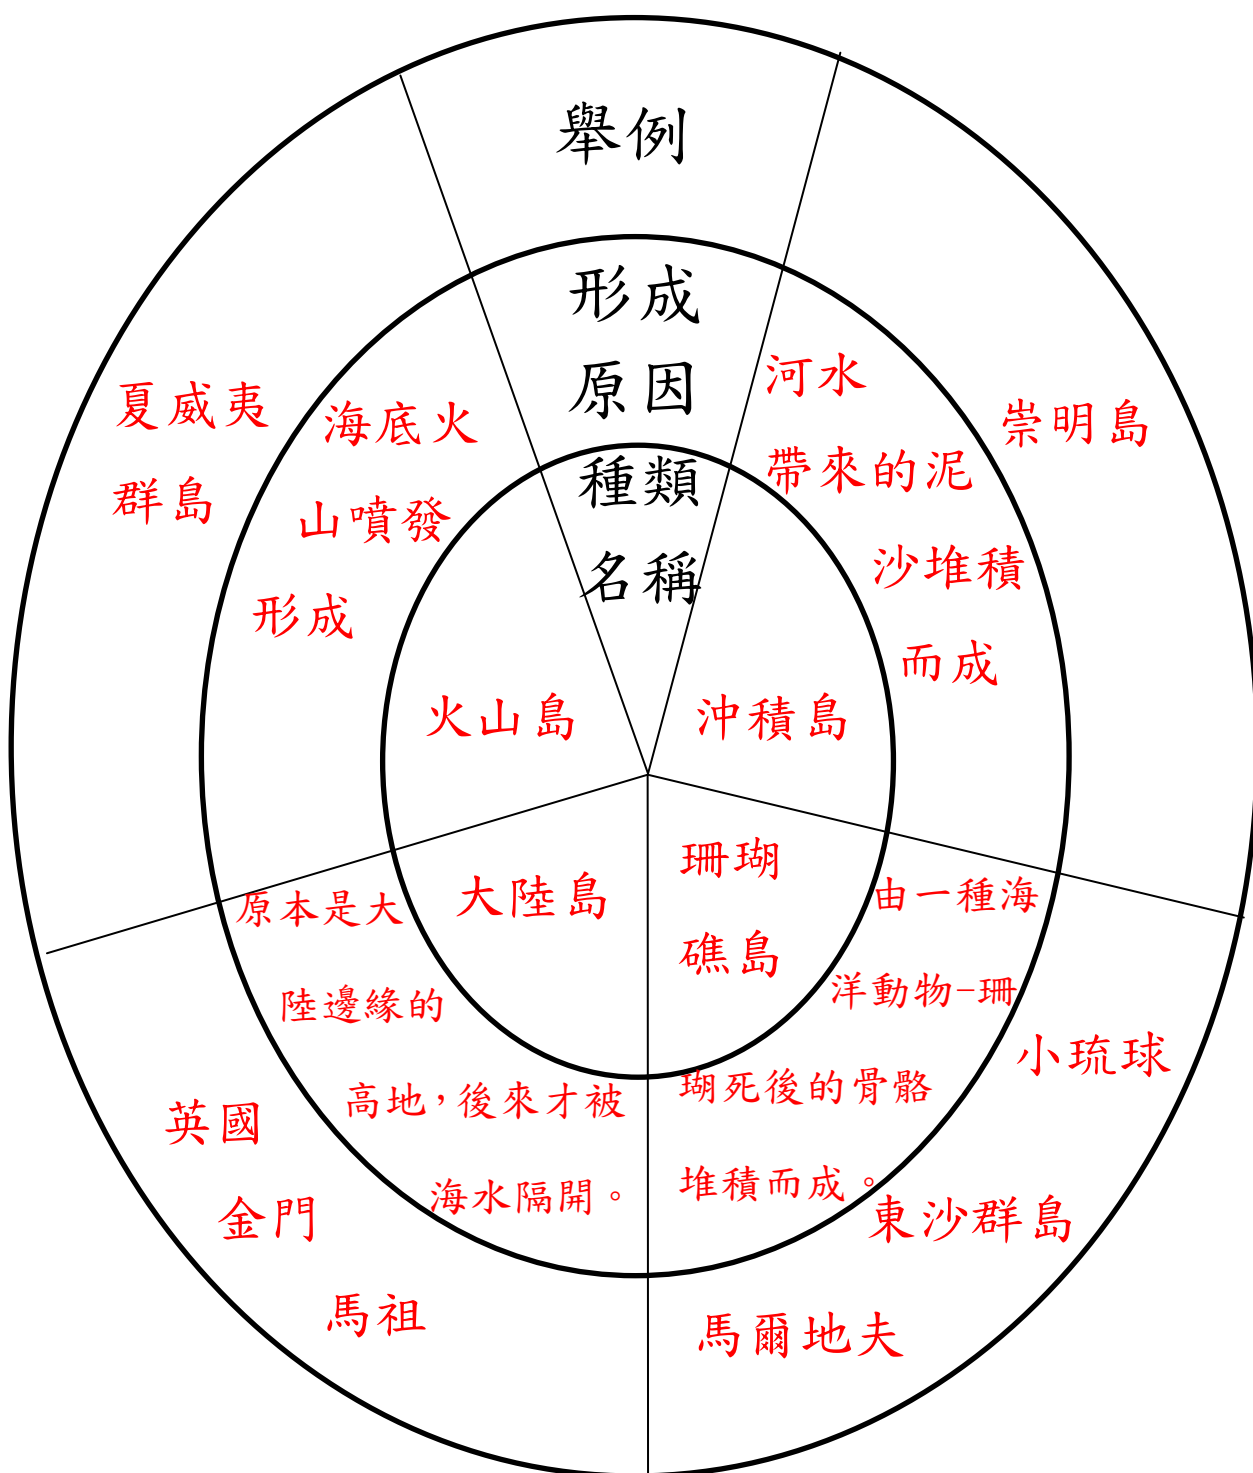 舉例
形成
原因
種類
名稱
河水
帶來的泥
沙堆積
而成
崇明島
沖積島
珊瑚
礁島
由一種海
洋動物-珊
瑚死後的骨骼
堆積而成。
小琉球
東沙群島
馬爾地夫
大陸島
原本是大
陸邊緣的
高地，後來才被
海水隔開。
英國
金門
馬祖
火山島
海底火
山噴發
形成
夏威夷
群島